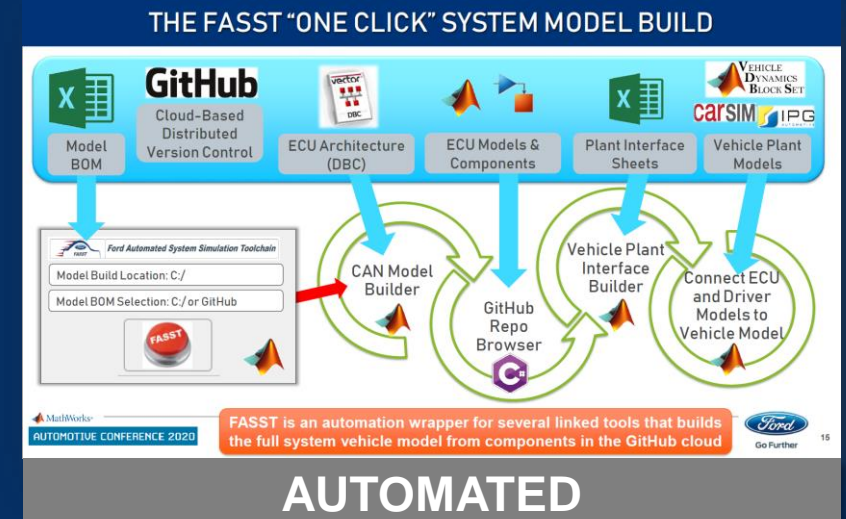 THE FASST “ONE CLICK” SYSTEM MODEL BUILD
GitHub
Cloud-Based
Distributed
Version Control
Model
BOM
vector
DBC
ECU Architecture
(DBC)
ECU Models &
Components
Plant Interface
Sheets
VEHICLE
DYNAMICS
BLOCK SET
CarSIM
IPG
AUTOMOTIVE
Vehicle Plant
Models
FASST
Ford Automated System Simulation Toolchain
Model Build Location: C:/
Model BOM Selection: C:/ or GitHub
FASST
CAN Model
Builder
GitHub
Repo
Browser
C#
Vehicle Plant
Interface
Builder
Connect ECU
and Driver
Models to
Vehicle Model
MathWorks
AUTOMOTIVE CONFERENCE 2020
FASST is an automation wrapper for several linked tools that builds
the full system vehicle model from components in the GitHub cloud
Ford
Go Further
15
AUTOMATED